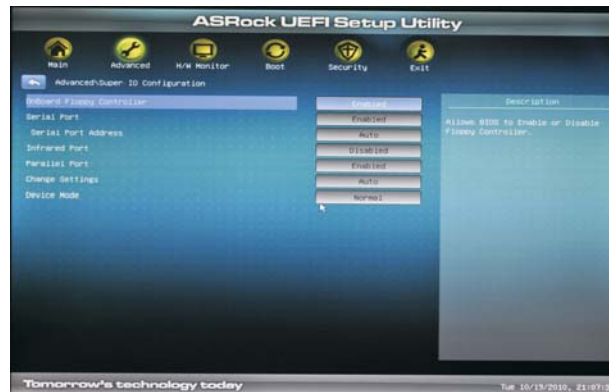 ASRock UEFI Setup Utility
Main Advanced H/W Monitor Boot Security Exit
Advanced\Super IO Configuration
OnBoard Floppy Controller Enabled
Serial Port Enabled
Serial Port Address Auto
Infrared Port Disabled
Parallel Port Enabled
Change Settings Auto
Device Mode Normal
Description
Allows BIOS to Enable or Disable
Floppy Controller.
Tomorrow's technology today
Tue 10/19/2010,